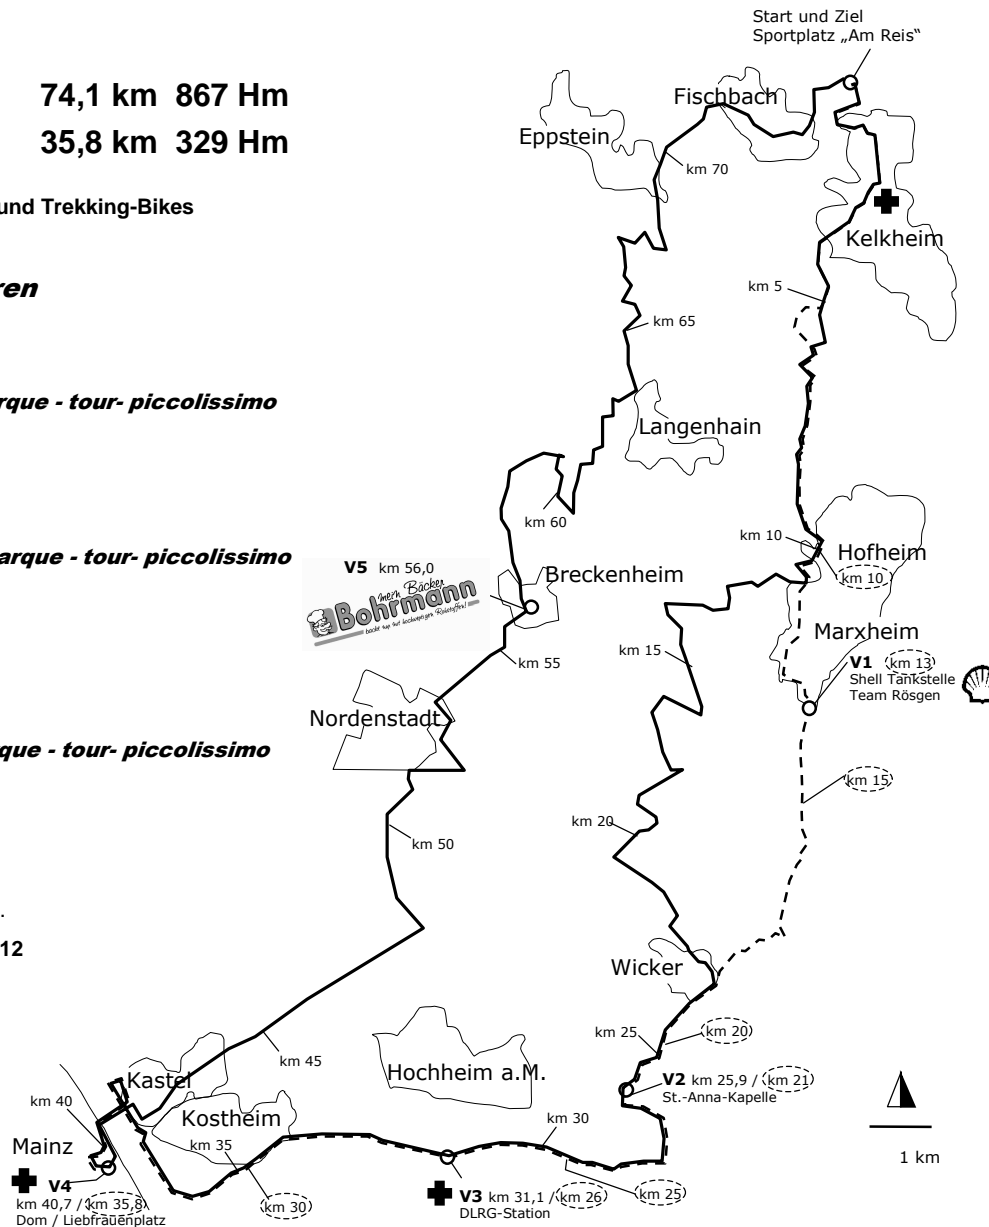 Start und Ziel
Sportplatz „Am Reis“
74,1 km 867 Hm
35,8 km 329 Hm
und Trekking-Bikes
ren
rque - tour- piccolissimo
arque - tour- piccolissimo
que - tour- piccolissimo
.
12
Fischbach
Eppstein
km 70
Kelkheim
km 5
km 65
Langenhain
km 60
km 10
Hofheim
km 10
V5 km 56,0
mein Bäcker
Bohrmann
Breckenheim
km 15
Marxheim
km 55
V1 km 13
Shell Tankstelle
Team Rösgen
Nordenstadt
km 15
km 50
km 20
Wicker
km 25
km 20
km 45
Kastel
Hochheim a.M.
V2 km 25,9 / km 21
St.-Anna-Kapelle
km 40
Kostheim
km 30
km 35
Mainz
1 km
V4
km 40,7 / km 35,8
Dom / Liebfrauenplatz
km 30
V3 km 31,1 / km 26
DLRG-Station
km 25